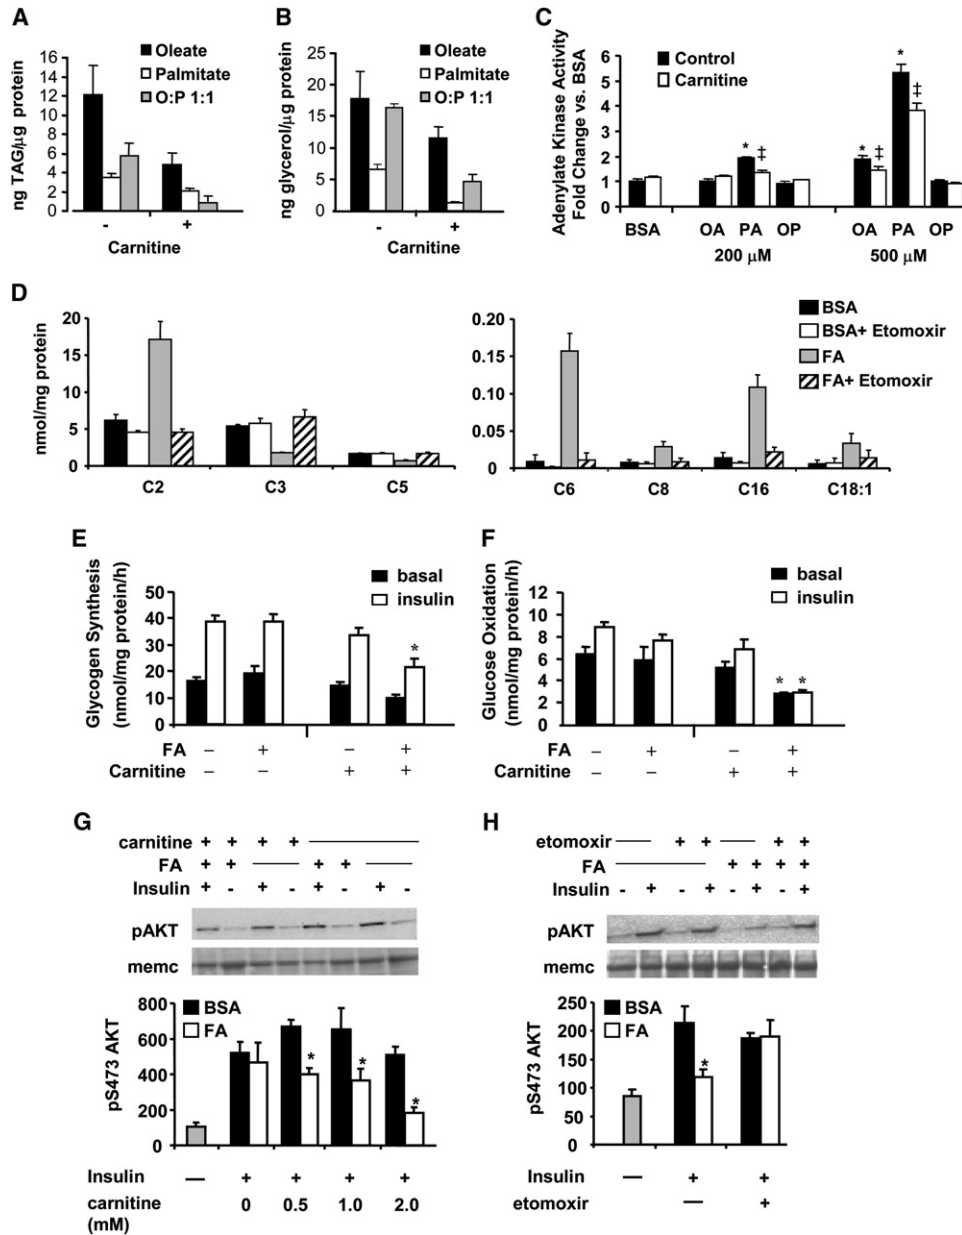 A
ng TAG/μg protein
16
14
12
10
8
6
4
2
0
Oleate
Palmitate
O:P 1:1
- +
Carnitine
B
ng glycerol/μg protein
25
20
15
10
5
0
Oleate
Palmitate
O:P 1:1
- +
Carnitine
C
Adenylate Kinase Activity
Fold Change vs. BSA
6
5
4
3
2
1
0
Control
Carnitine
* ‡ * ‡ * ‡
BSA OA PA OP OA PA OP
200 μM 500 μM
D
nmol/mg protein
20
15
10
5
0
C2 C3 C5
0.20
0.15
0.10
0.05
0
C6 C8 C16 C18:1
BSA
BSA+ Etomoxir
FA
FA+ Etomoxir
E
Glycogen Synthesis
(nmol/mg protein/h)
50
40
30
20
10
0
basal
insulin
*
FA – + – +
Carnitine – – + +
F
Glucose Oxidation
(nmol/mg protein/h)
12
10
8
6
4
2
0
basal
insulin
* *
FA – + – +
Carnitine – – + +
G
carnitine + + + +
FA + + + +
Insulin + - + - + - + -
pAKT
memc
pS473 AKT
800
600
400
200
0
BSA
FA
* * *
Insulin — + + + +
carnitine 0 0.5 1.0 2.0
(mM)
H
etomoxir + + + +
FA + + + +
Insulin - + - + - + - +
pAKT
memc
pS473 AKT
250
200
150
100
50
0
BSA
FA
*
Insulin — + +
etomoxir — +